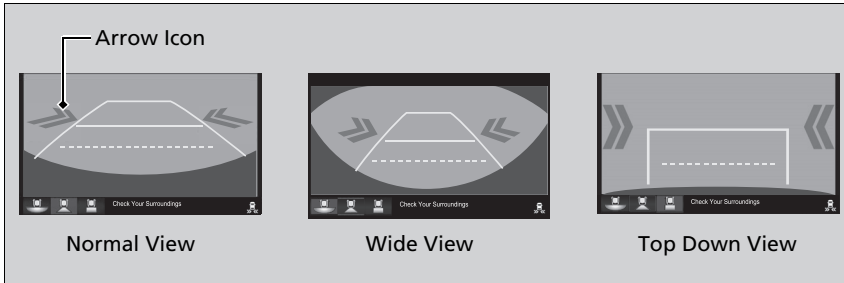 Arrow Icon
Check Your Surroundings
Check Your Surroundings
Check Your Surroundings
Normal View
Wide View
Top Down View